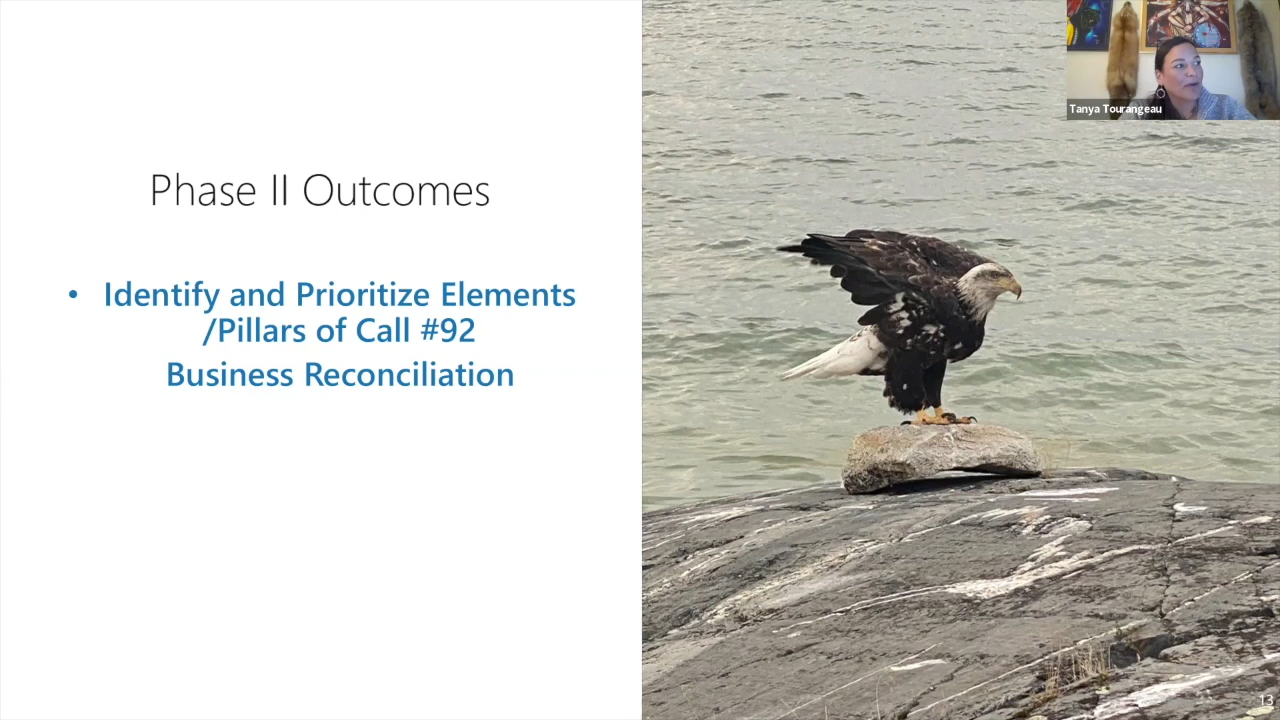 Phase II Outcomes
• Identify and Prioritize Elements
/Pillars of Call #92
Business Reconciliation
Tanya Tourangeau
13